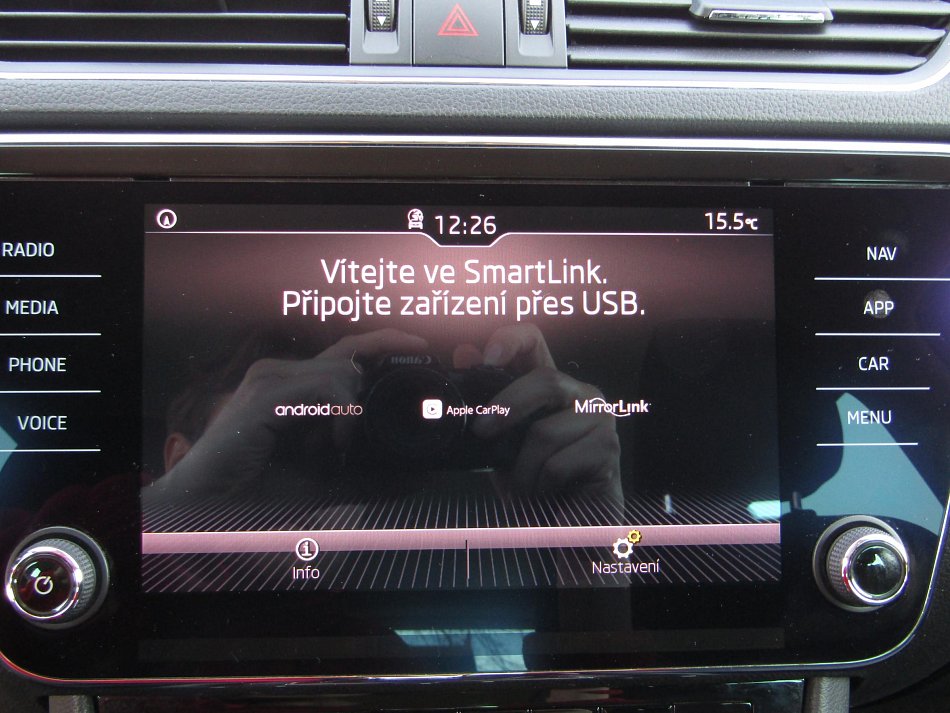 12:26
15.5°C
RADIO
MEDIA
PHONE
VOICE
Vítejte ve SmartLink.
Připojte zařízení přes USB.
androidauto
Apple CarPlay
MirrorLink
Info
Nastavení
NAV
APP
CAR
MENU
Canon